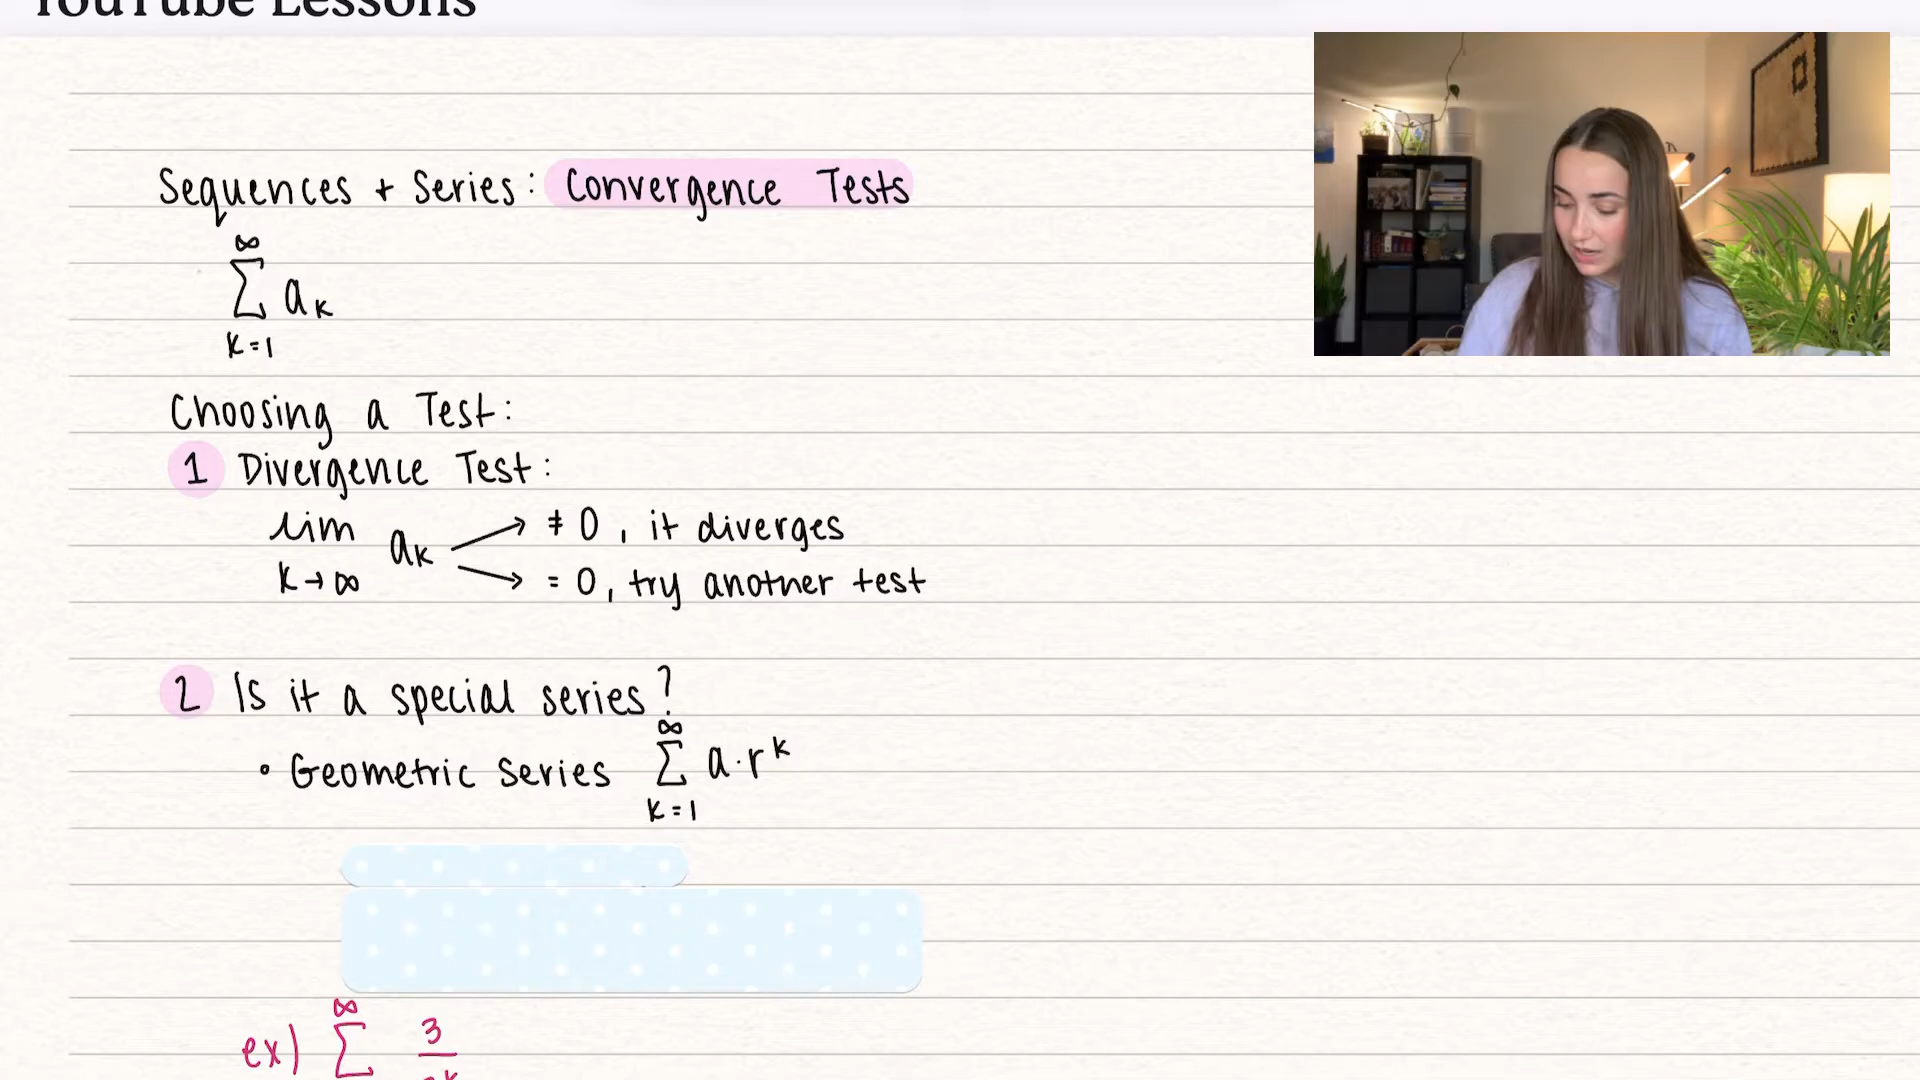 YouTube Lessons
Sequences + Series: Convergence Tests
∞
Σ aₖ
k=1
Choosing a Test:
1 Divergence Test:
lim aₖ → ≠ 0, it diverges
k→∞ → = 0, try another test
2 Is it a special series?
∞
• Geometric Series Σ a·rᵏ
k=1
∞
ex) Σ 3